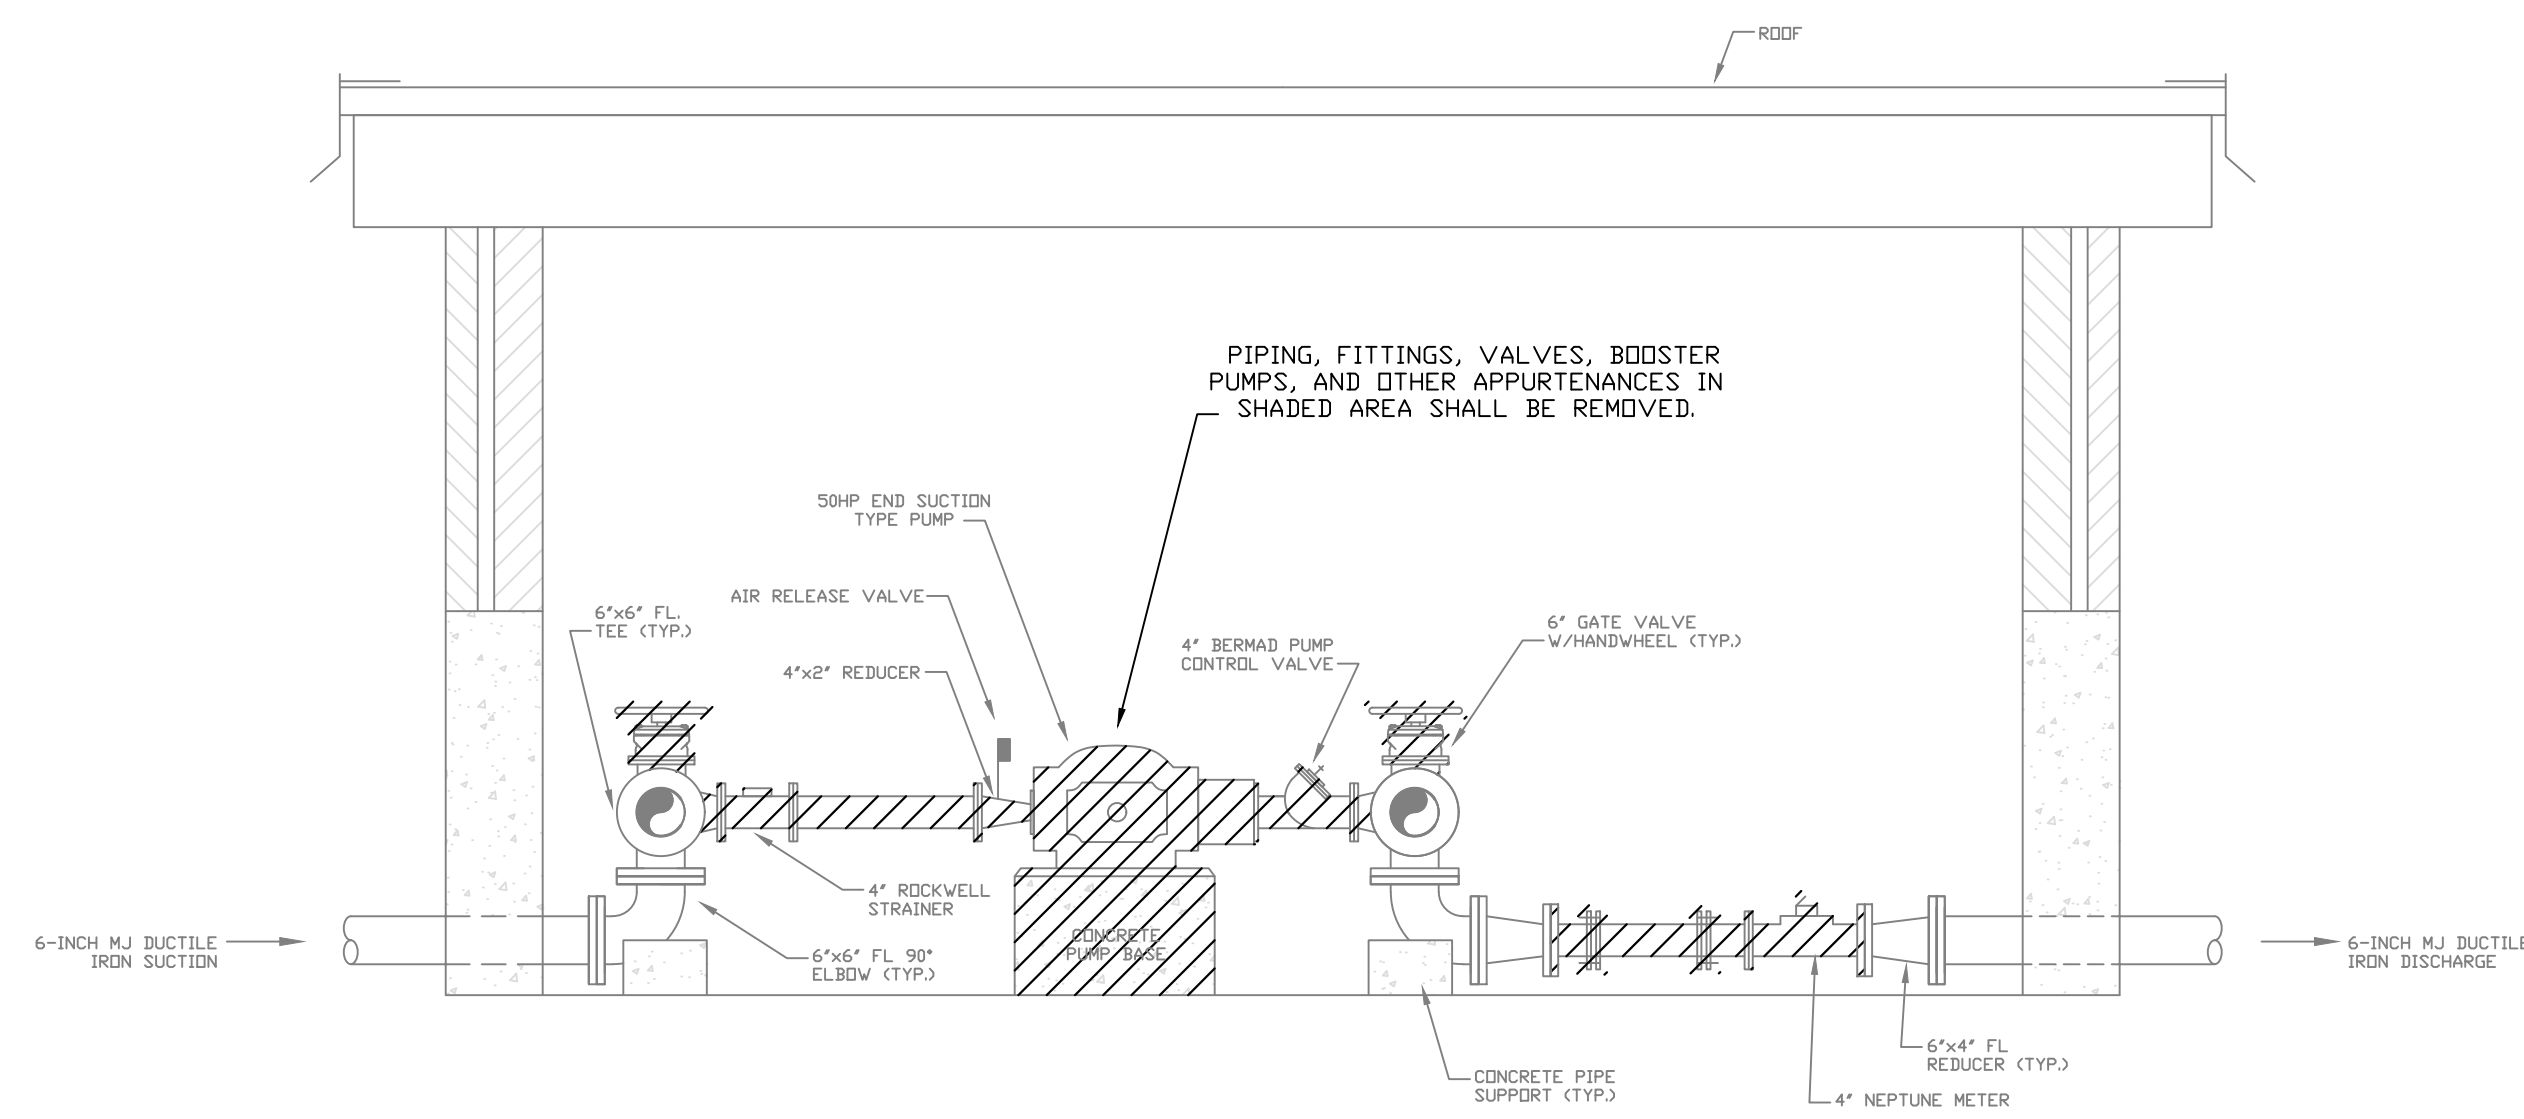 ROOF
PIPING, FITTINGS, VALVES, BOOSTER
PUMPS, AND OTHER APPURTENANCES IN
SHADED AREA SHALL BE REMOVED.
50HP END SUCTION
TYPE PUMP
AIR RELEASE VALVE
6"x6" FL.
TEE (TYP.)
4"x2" REDUCER
4" BERMAD PUMP
CONTROL VALVE
6" GATE VALVE
W/HANDWHEEL (TYP.)
4" ROCKWELL
STRAINER
6"x6" FL 90°
ELBOW (TYP.)
CONCRETE
PUMP BASE
6-INCH MJ DUCTILE
IRON SUCTION
6-INCH MJ DUCTILE
IRON DISCHARGE
6"x4" FL
REDUCER (TYP.)
CONCRETE PIPE
SUPPORT (TYP.)
4" NEPTUNE METER